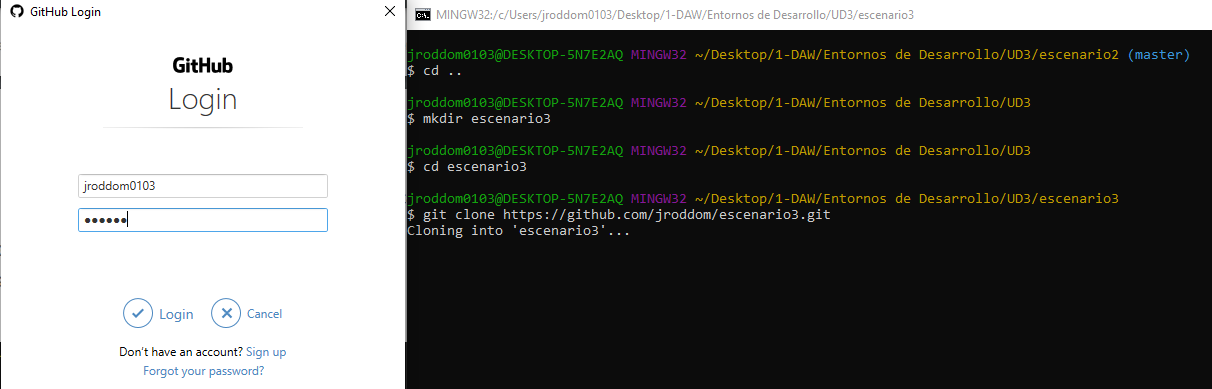 GitHub Login
GitHub
Login
jroddom0103
●●●●●●
Login
Cancel
Don't have an account? Sign up
Forgot your password?
MINGW32:/c/Users/jroddom0103/Desktop/1-DAW/Entornos de Desarrollo/UD3/escenario3
jroddom0103@DESKTOP-5N7E2AQ MINGW32 ~/Desktop/1-DAW/Entornos de Desarrollo/UD3/escenario2 (master)
$ cd ..
jroddom0103@DESKTOP-5N7E2AQ MINGW32 ~/Desktop/1-DAW/Entornos de Desarrollo/UD3
$ mkdir escenario3
jroddom0103@DESKTOP-5N7E2AQ MINGW32 ~/Desktop/1-DAW/Entornos de Desarrollo/UD3
$ cd escenario3
jroddom0103@DESKTOP-5N7E2AQ MINGW32 ~/Desktop/1-DAW/Entornos de Desarrollo/UD3/escenario3
$ git clone https://github.com/jroddom/escenario3.git
Cloning into 'escenario3'...